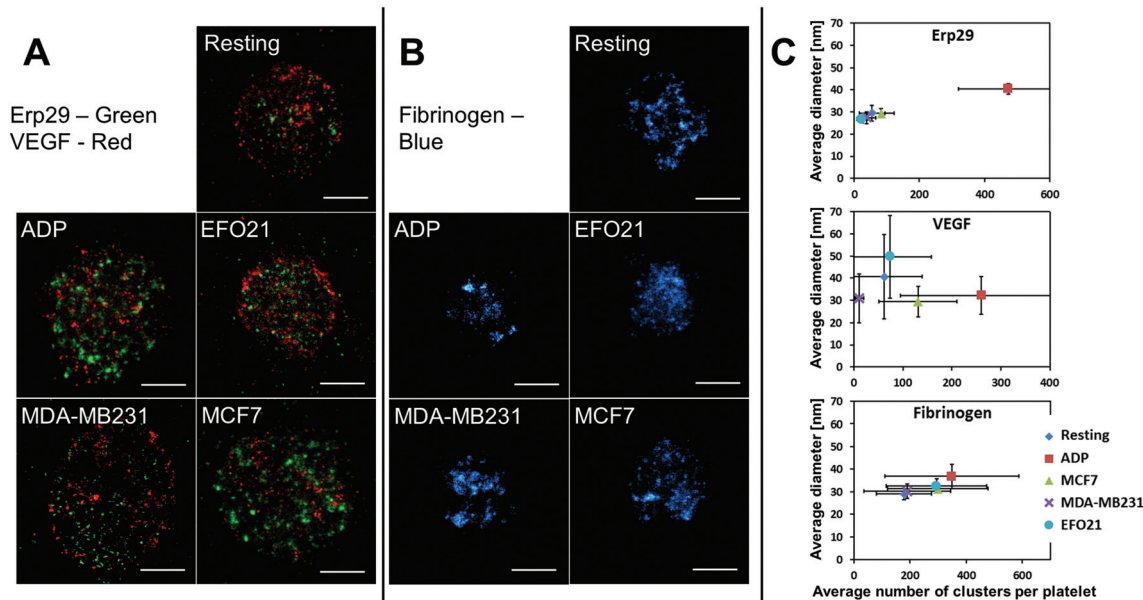 A
Erp29 – Green
VEGF - Red
Resting
ADP
EFO21
MDA-MB231
MCF7
B
Fibrinogen –
Blue
Resting
ADP
EFO21
MDA-MB231
MCF7
C
Erp29
Average diameter [nm]
70
60
50
40
30
20
10
0
0 200 400 600
VEGF
Average diameter [nm]
70
60
50
40
30
20
10
0
0 100 200 300 400
Fibrinogen
Average diameter [nm]
70
60
50
40
30
20
10
0
Resting
ADP
MCF7
MDA-MB231
EFO21
0 200 400 600
Average number of clusters per platelet